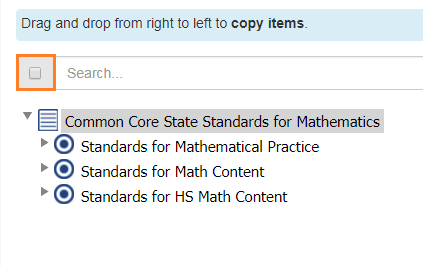 Drag and drop from right to left to copy items.
Search...
Common Core State Standards for Mathematics
Standards for Mathematical Practice
Standards for Math Content
Standards for HS Math Content